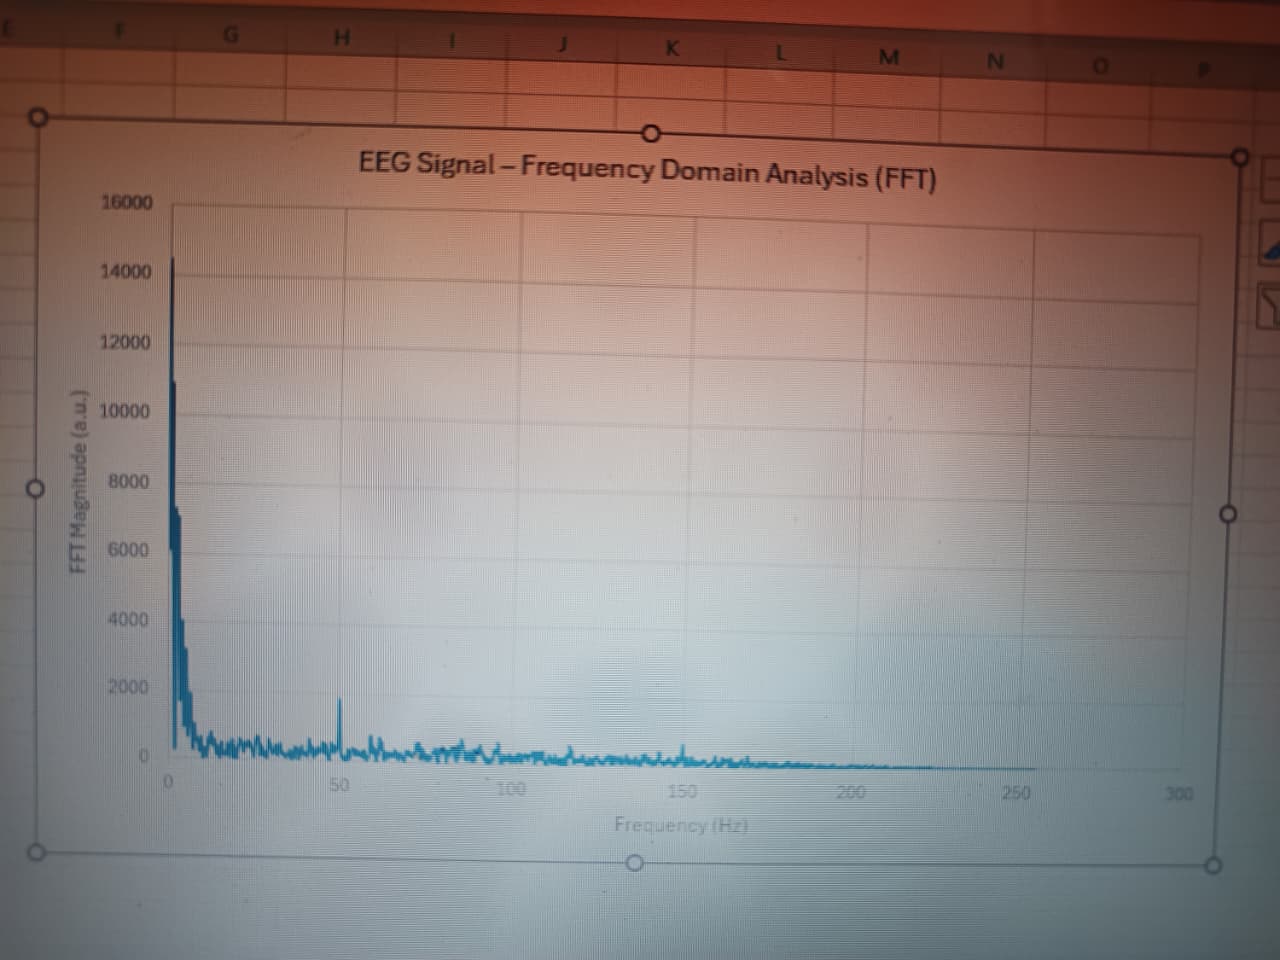 E F G H I J K L M N O P
EEG Signal – Frequency Domain Analysis (FFT)
16000
14000
12000
10000
8000
6000
4000
2000
0
FFT Magnitude (a.u.)
0 50 100 150 200 250 300
Frequency (Hz)